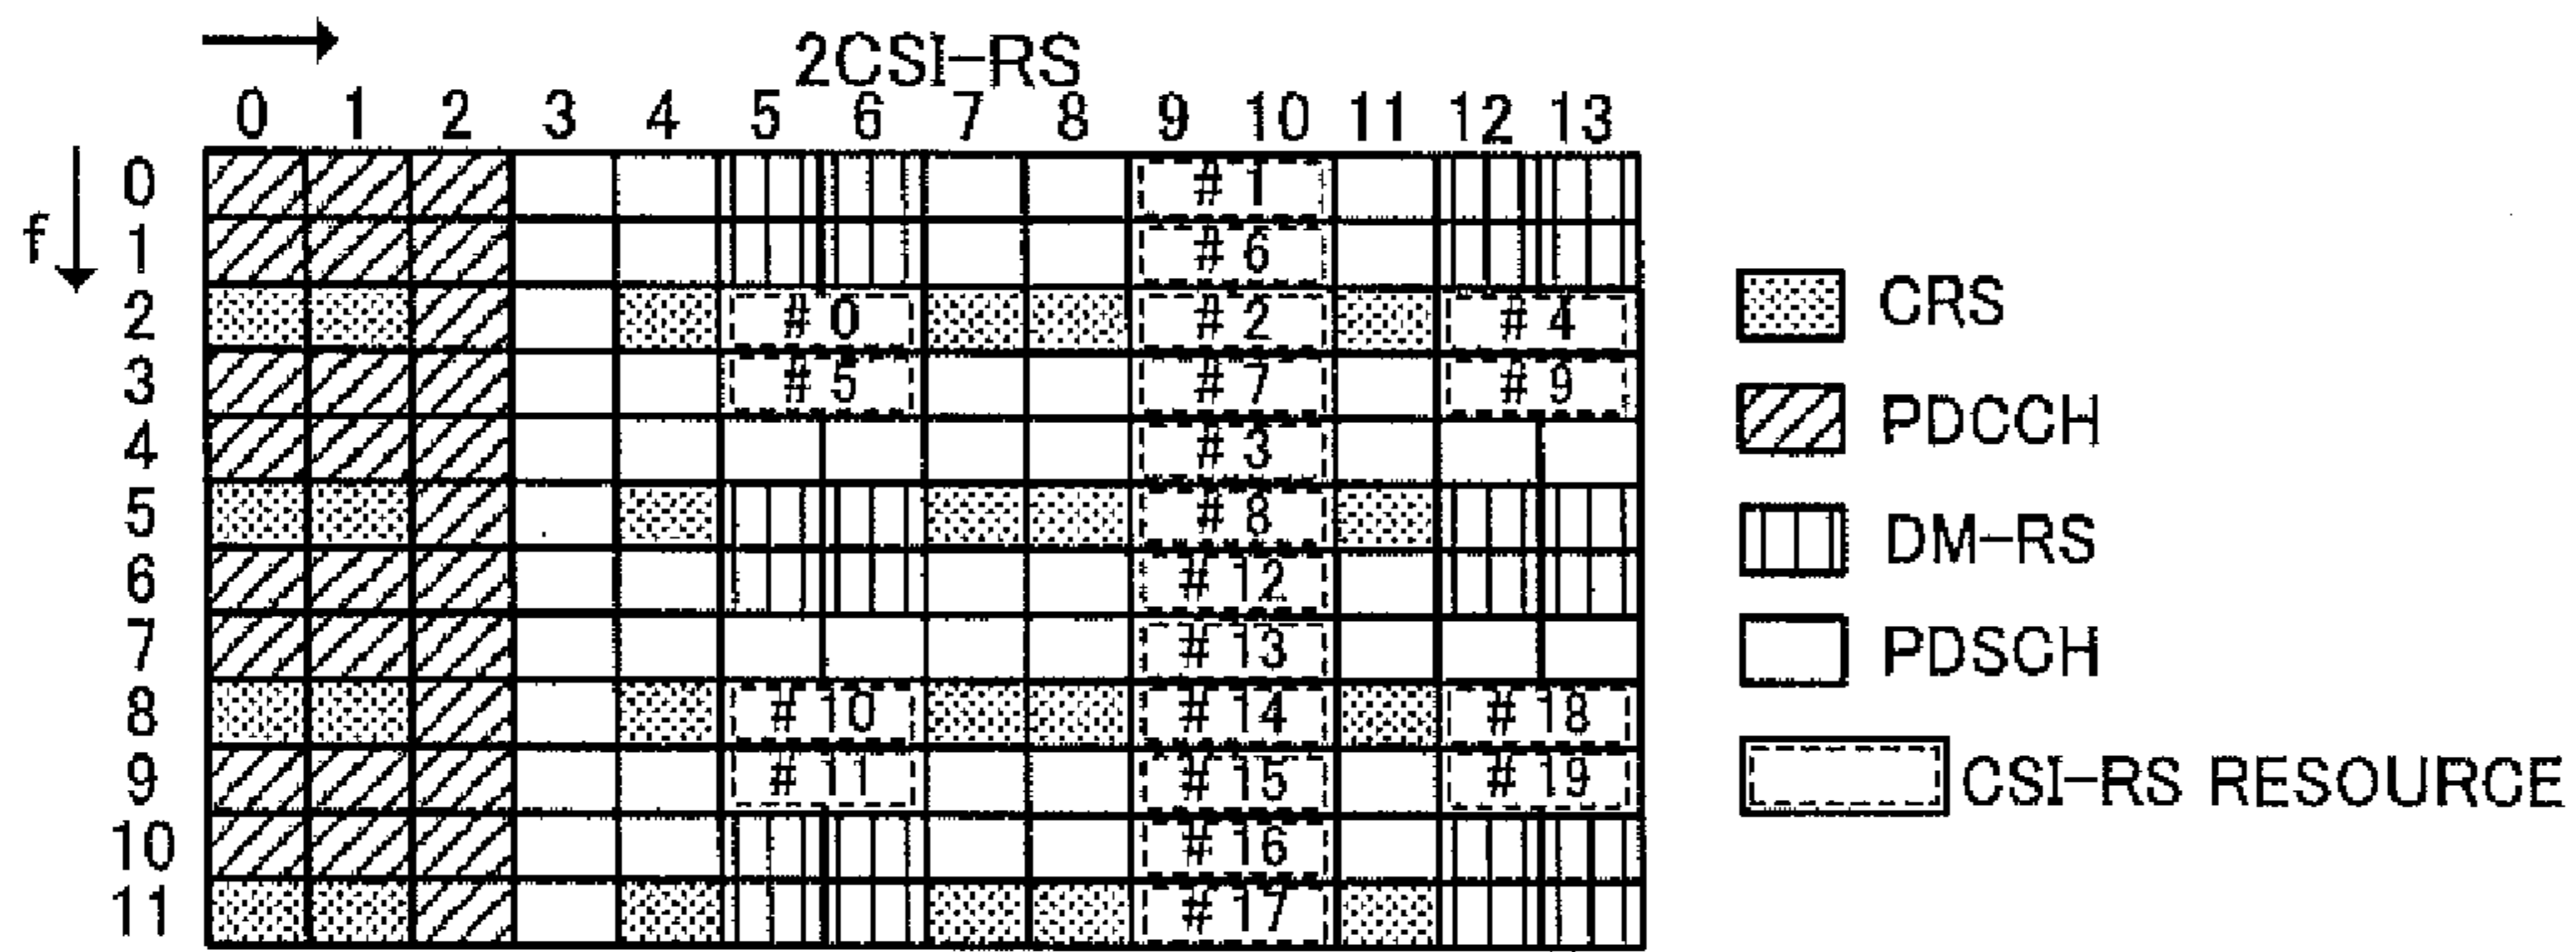 2CSI-RS
0 1 2 3 4 5 6 7 8 9 10 11 12 13
f
0 #1
1 #6
2 #0 #2 #4
3 #5 #7 #9
4 #3
5 #8
6 #12
7 #13
8 #10 #14 #18
9 #11 #15 #19
10 #16
11 #17
CRS
PDCCH
DM-RS
PDSCH
CSI-RS RESOURCE